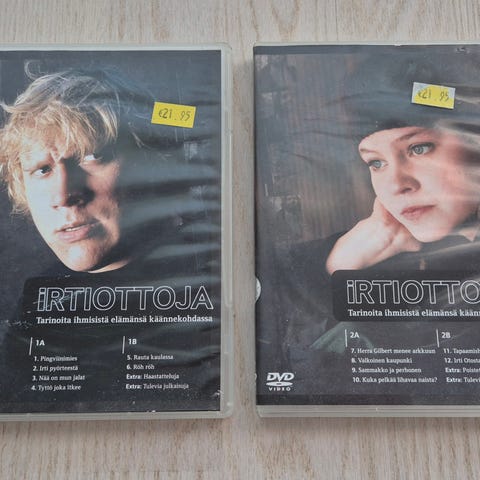 €21.95
iRTIOTTOJA
Tarinoita ihmisistä elämänsä käännekohdassa
1A
1. Pingviinimies
2. Irti pyörteestä
3. Nää on mun jalat
4. Tyttö joka itkee
1B
5. Rauta kaulassa
6. Röh röh
Extra: Haastatteluja
Extra: Tulevia julkaisuja
€21.95
iRTIOTTO
Tarinoita ihmisistä elämänsä
2A
7. Herra Gilbert menee arkkuun
8. Valkoinen kaupunki
9. Sammakko ja perhonen
10. Kuka pelkää lihavaa naista?
2B
11. Tapaamisi
12. Irti Otosta
Extra: Poistet
Extra: Tulevi
DVD
VIDEO